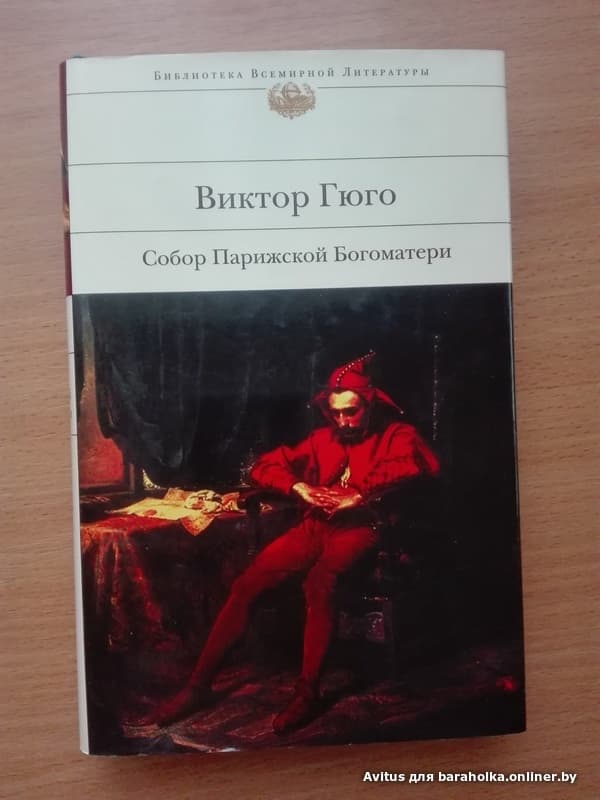 Библиотека Всемирной Литературы
Виктор Гюго
Собор Парижской Богоматери
Avitus для baraholka.onliner.by